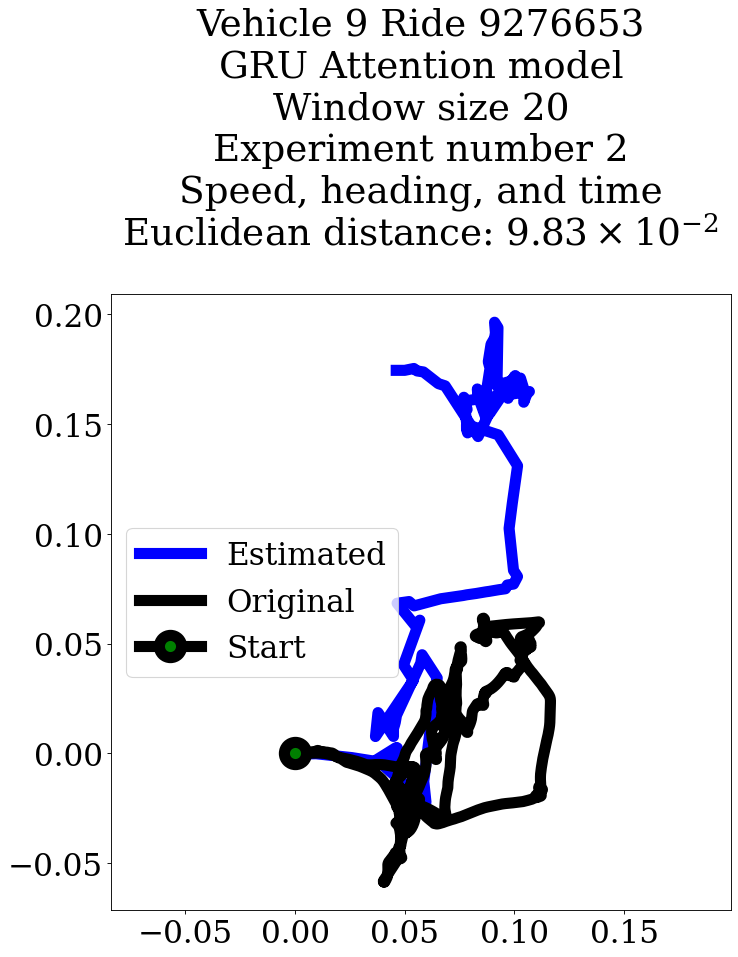 Vehicle 9 Ride 9276653
GRU Attention model
Window size 20
Experiment number 2
Speed, heading, and time
Euclidean distance: 9.83 × 10⁻²
0.20
0.15
0.10
0.05
0.00
−0.05
Estimated
Original
Start
−0.05 0.00 0.05 0.10 0.15